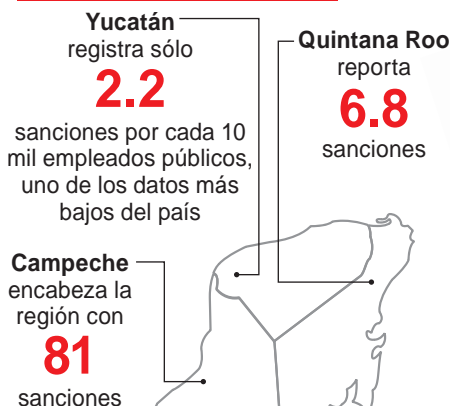 Yucatán
registra sólo
2.2
sanciones por cada 10
mil empleados públicos,
uno de los datos más
bajos del país
Quintana Roo
reporta
6.8
sanciones
Campeche
encabeza la
región con
81
sanciones